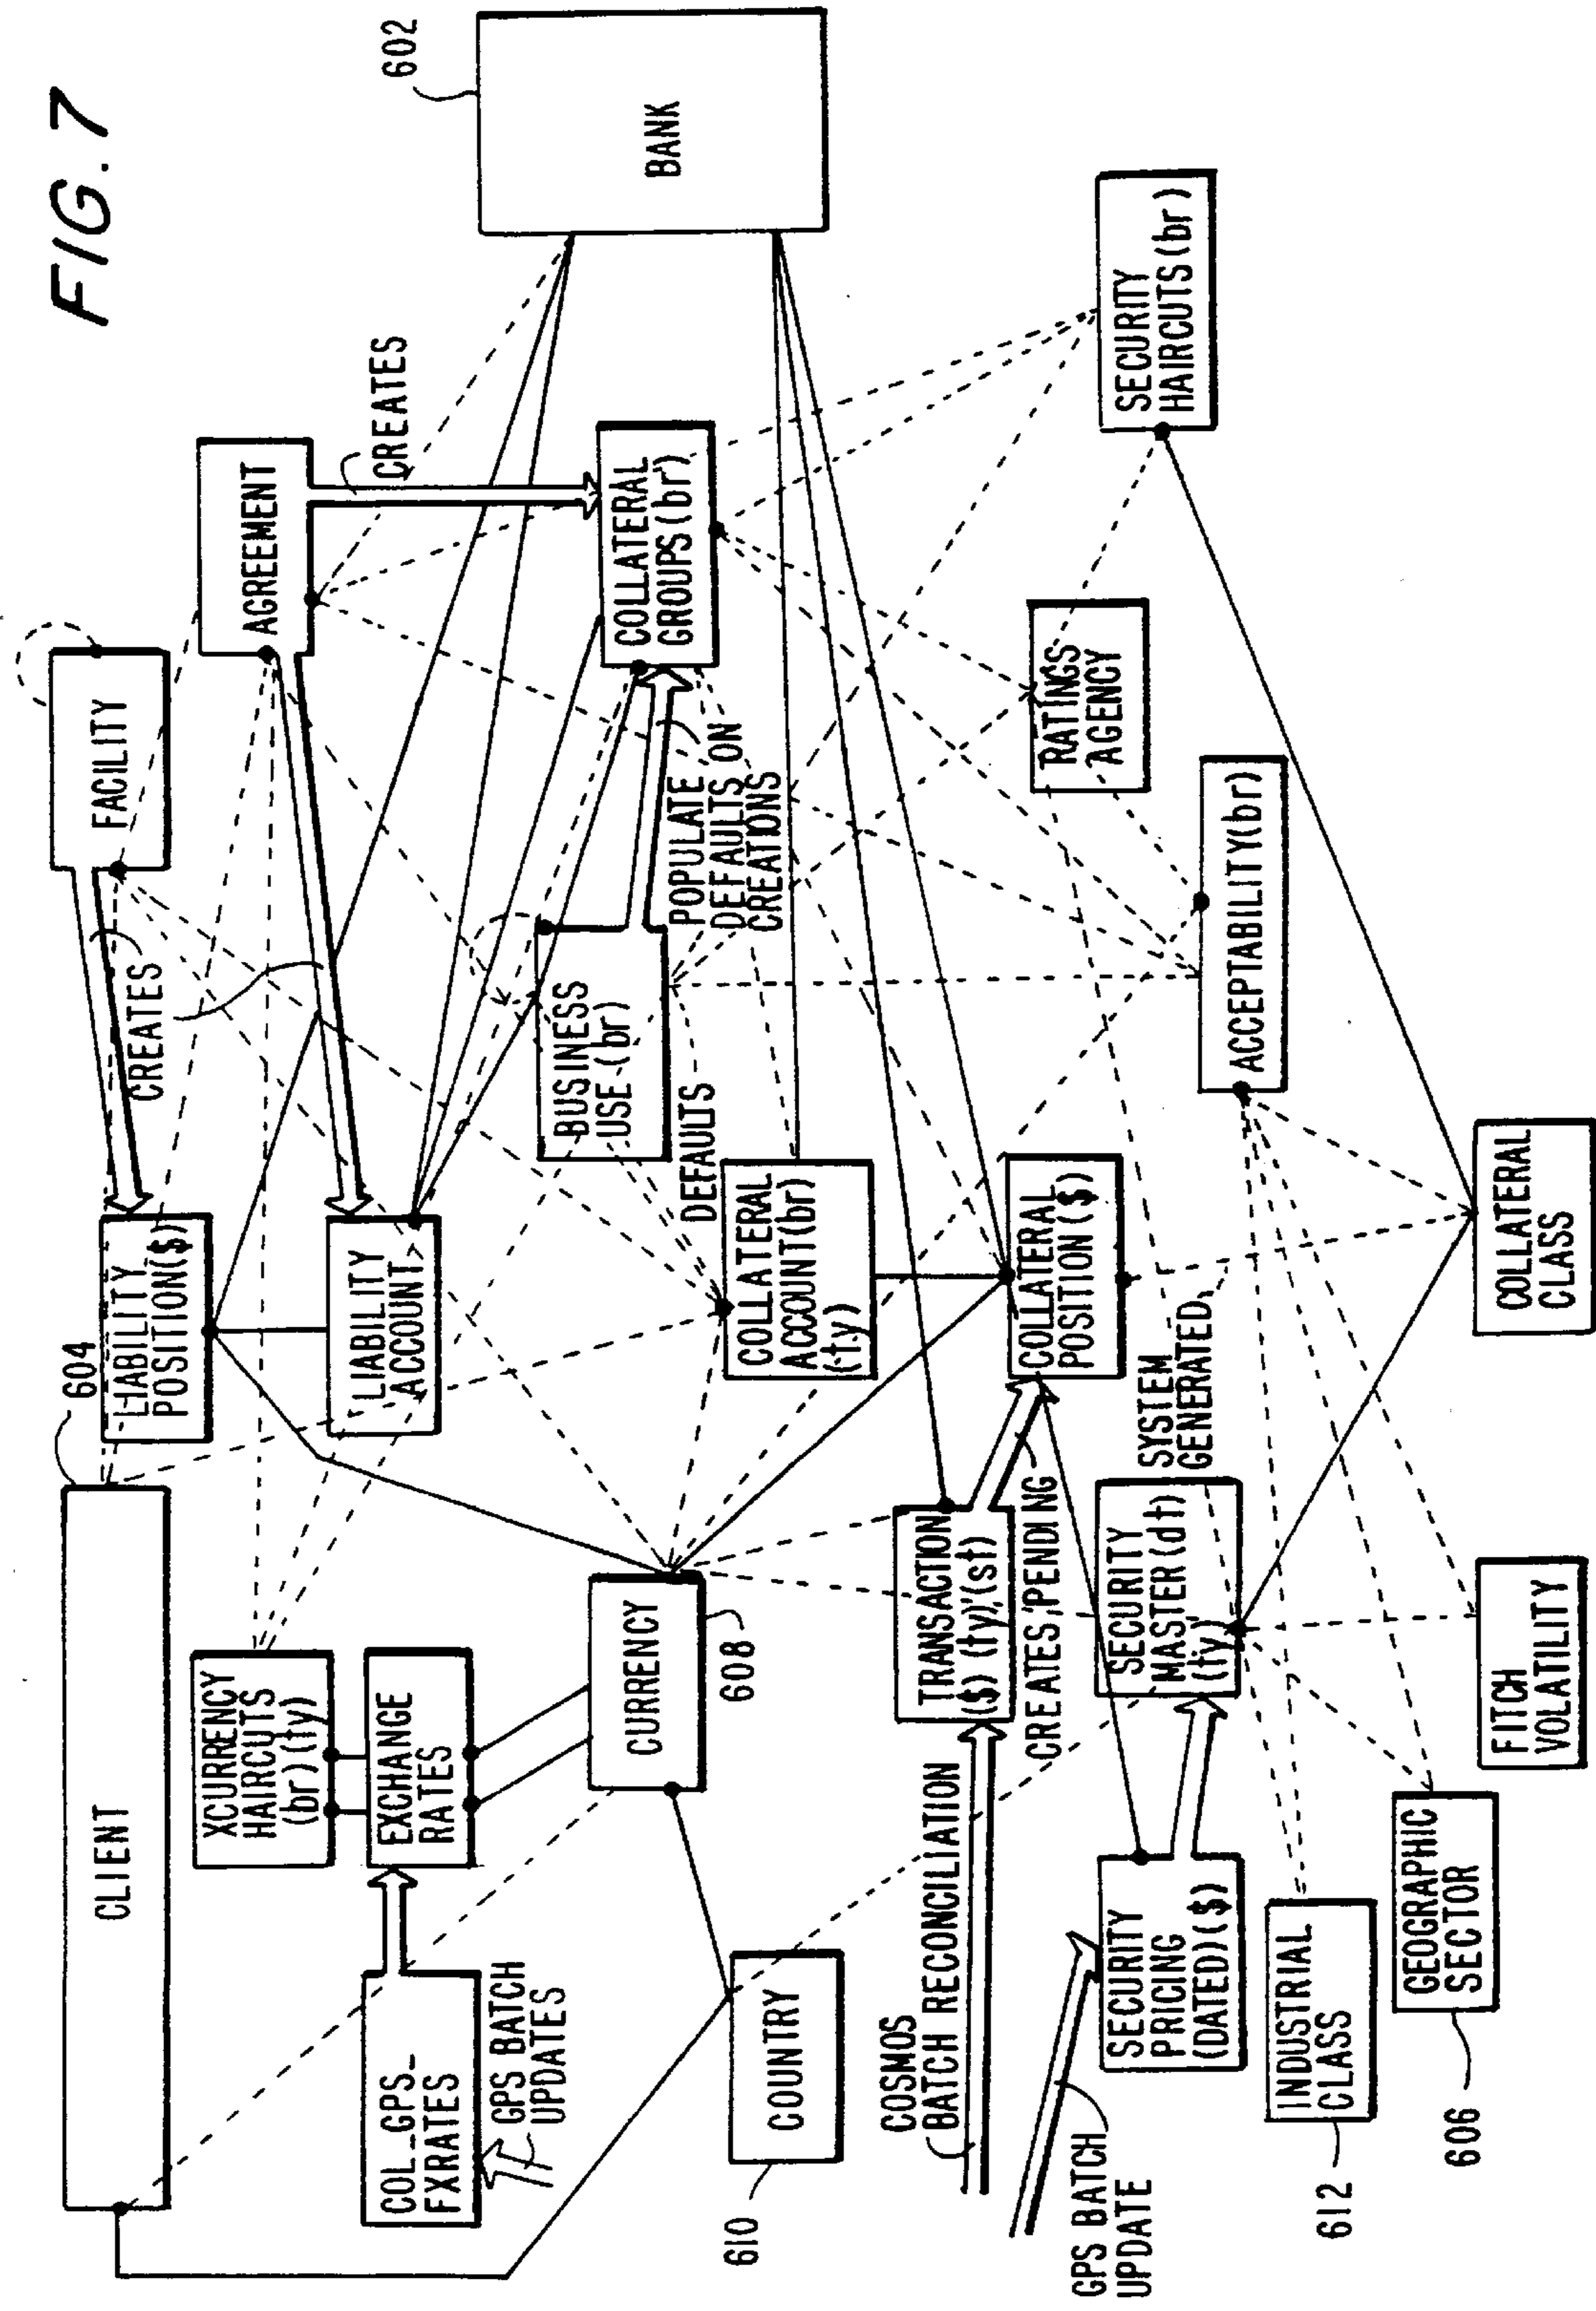 FIG. 7
CLIENT
604
LIABILITY
POSITION($)
CREATES
FACILITY
XCURRENCY
HAIRCUTS
(br)(ty)
EXCHANGE
RATES
COL_GPS_
FXRATES
GPS BATCH
UPDATES
LIABILITY
ACCOUNT
AGREEMENT
CREATES
602
BANK
CURRENCY
608
COUNTRY
610
BUSINESS
USE (br)
DEFAULTS
COLLATERAL
GROUPS(br)
POPULATE
DEFAULTS ON
CREATIONS
COLLATERAL
ACCOUNT(br)
(ty)
COSMOS
BATCH RECONCILIATION
TRANSACTION
($)(ty)(st)
CREATES,PENDING
COLLATERAL
POSITION($)
RATINGS
AGENCY
SECURITY
HAIRCUTS(br)
GPS BATCH
UPDATE
SECURITY
PRICING
(DATED)($)
SECURITY
MASTER(dt)
(ty)
SYSTEM
GENERATED
ACCEPTABILITY(br)
INDUSTRIAL
CLASS
612
GEOGRAPHIC
SECTOR
606
FITCH
VOLATILITY
COLLATERAL
CLASS